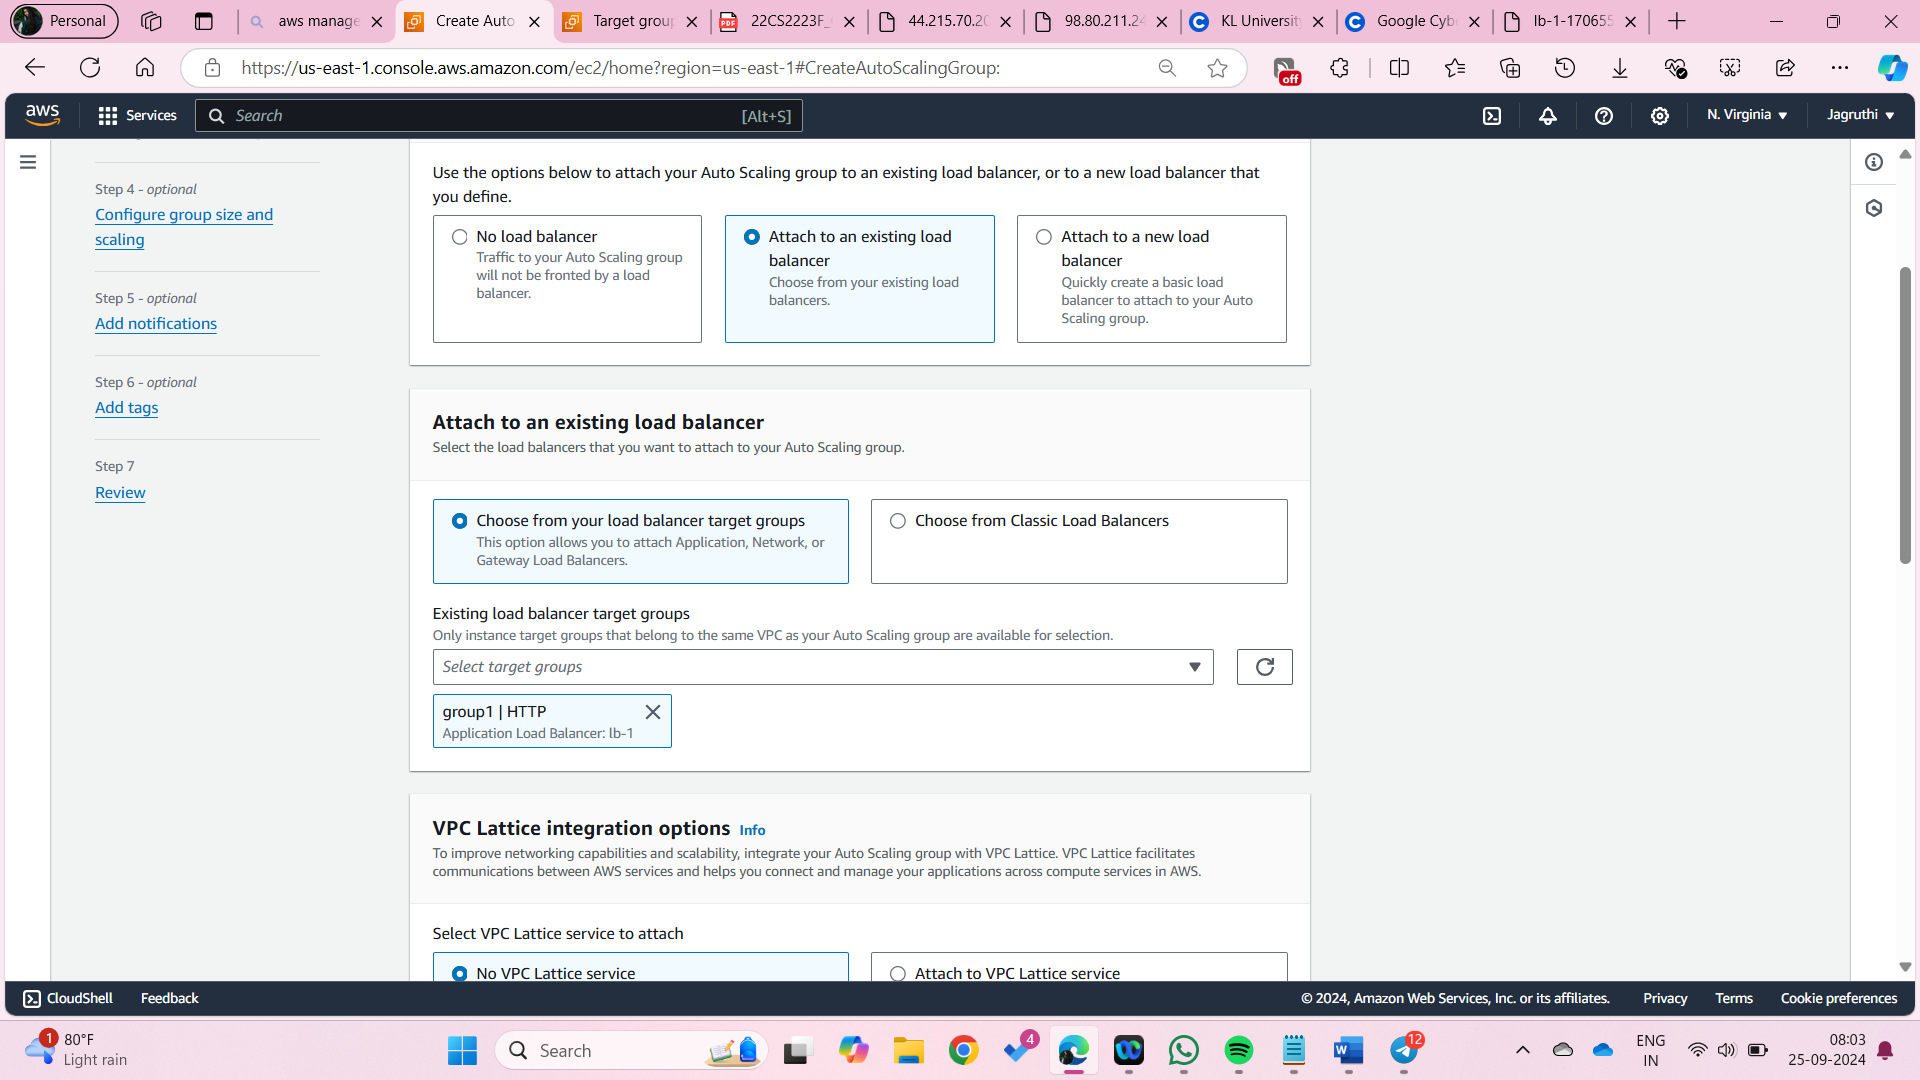 Personal
aws manage
Create Auto
Target group
22CS2223F_
44.215.70.20
98.80.211.24
KL University
Google Cyb
lb-1-170655
https://us-east-1.console.aws.amazon.com/ec2/home?region=us-east-1#CreateAutoScalingGroup:
off
aws
Services
Search
[Alt+S]
N. Virginia
Jagruthi
Step 4 - optional
Configure group size and
scaling
Step 5 - optional
Add notifications
Step 6 - optional
Add tags
Step 7
Review
Use the options below to attach your Auto Scaling group to an existing load balancer, or to a new load balancer that
you define.
No load balancer
Traffic to your Auto Scaling group
will not be fronted by a load
balancer.
Attach to an existing load
balancer
Choose from your existing load
balancers.
Attach to a new load
balancer
Quickly create a basic load
balancer to attach to your Auto
Scaling group.
Attach to an existing load balancer
Select the load balancers that you want to attach to your Auto Scaling group.
Choose from your load balancer target groups
This option allows you to attach Application, Network, or
Gateway Load Balancers.
Choose from Classic Load Balancers
Existing load balancer target groups
Only instance target groups that belong to the same VPC as your Auto Scaling group are available for selection.
Select target groups
group1 | HTTP
Application Load Balancer: lb-1
VPC Lattice integration options Info
To improve networking capabilities and scalability, integrate your Auto Scaling group with VPC Lattice. VPC Lattice facilitates
communications between AWS services and helps you connect and manage your applications across compute services in AWS.
Select VPC Lattice service to attach
No VPC Lattice service
Attach to VPC Lattice service
CloudShell
Feedback
© 2024, Amazon Web Services, Inc. or its affiliates.
Privacy
Terms
Cookie preferences
1
80°F
Light rain
Search
4
12
ENG
IN
08:03
25-09-2024